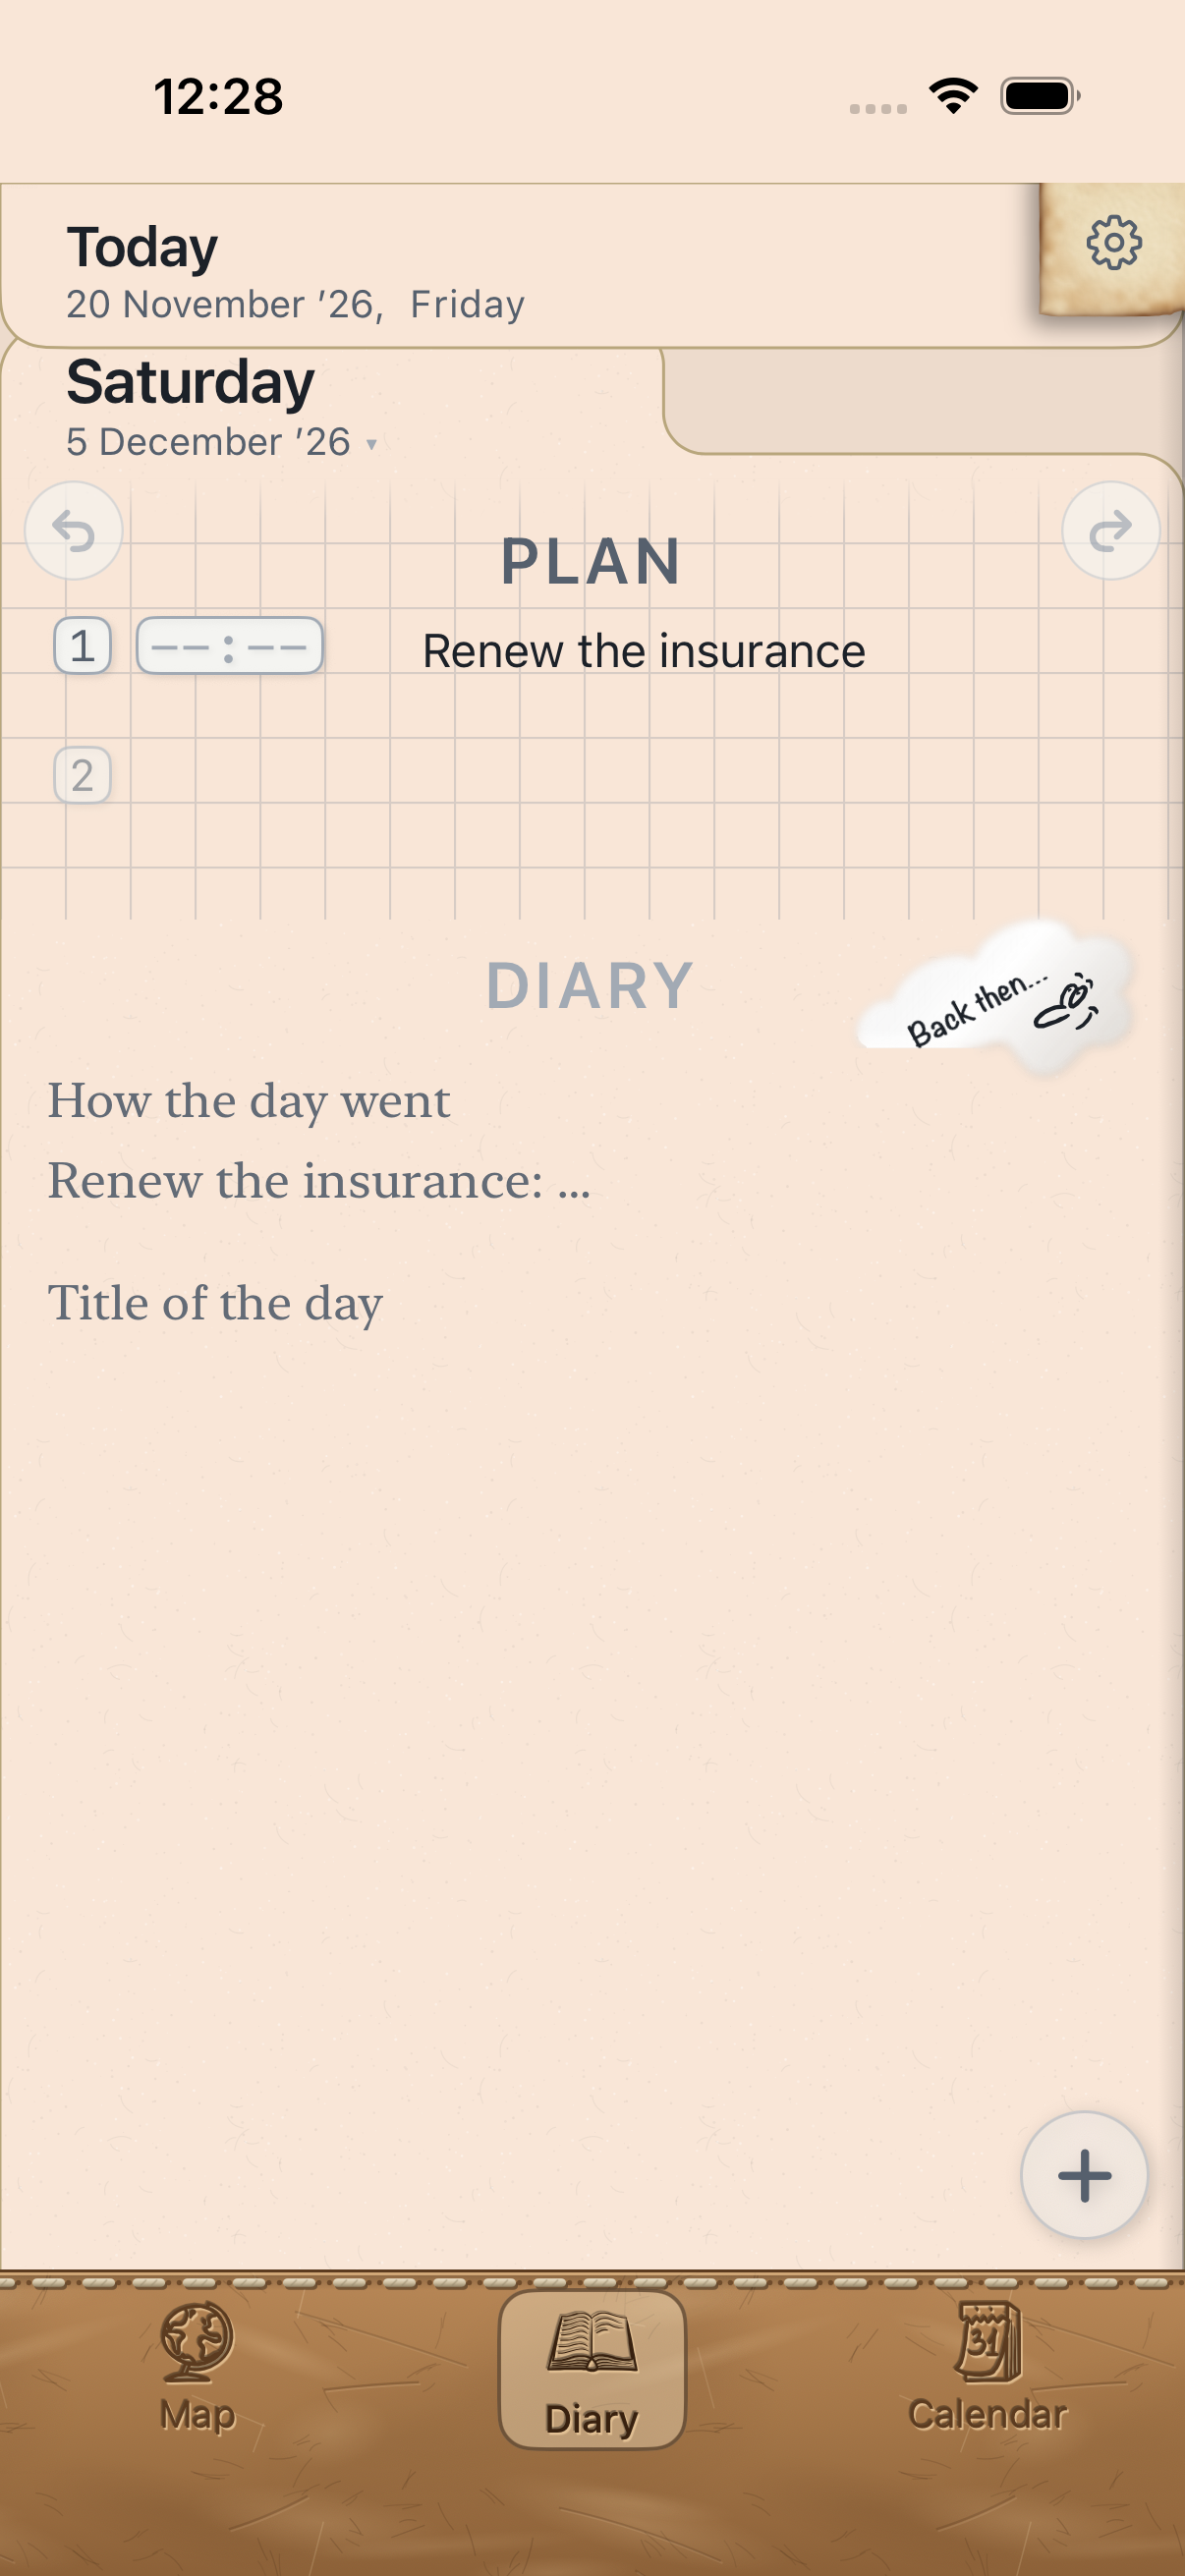 12:28
Today
20 November ’26, Friday
Saturday
5 December ’26 ▾
PLAN
1 --:-- Renew the insurance
2
DIARY
Back then...
How the day went
Renew the insurance: ...
Title of the day
31
Map Diary Calendar